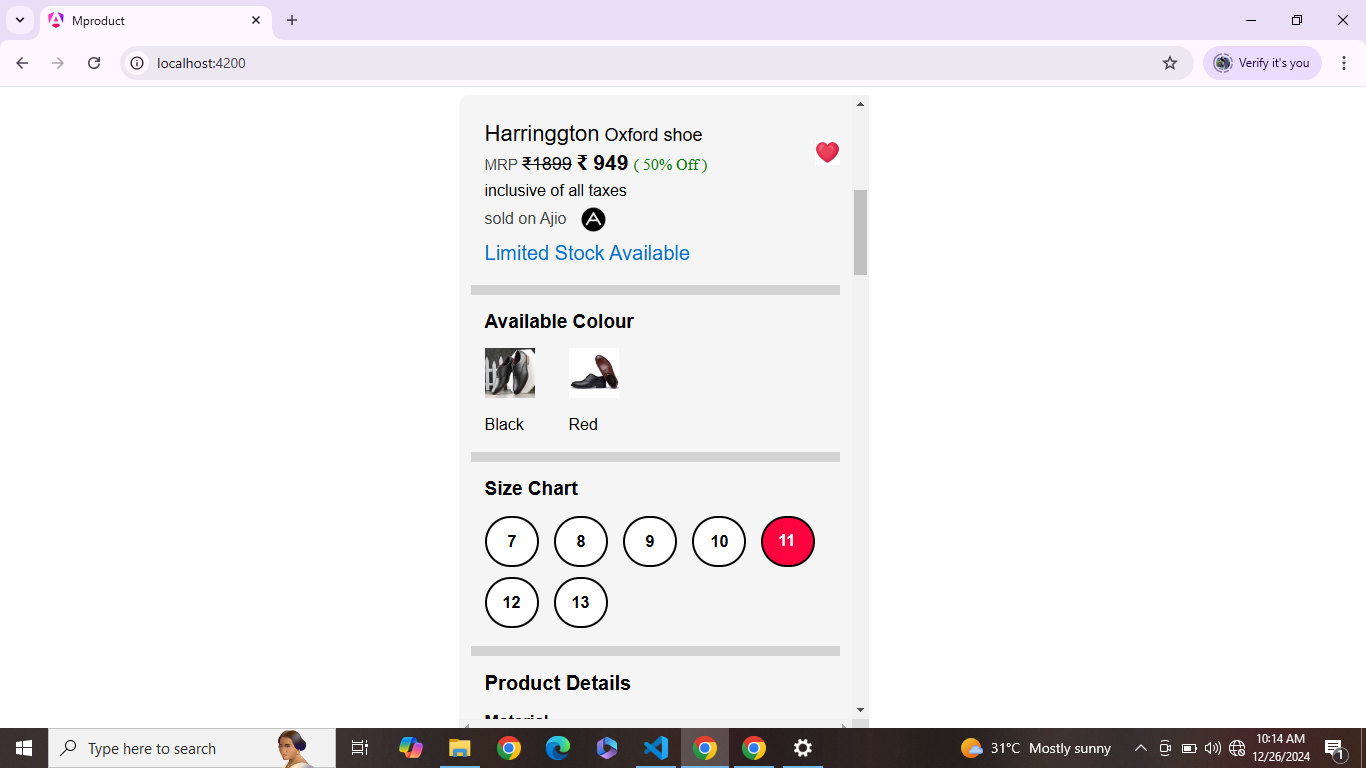 Mproduct
localhost:4200
Verify it's you
Harringgton Oxford shoe
MRP ₹1899 ₹ 949 ( 50% Off )
inclusive of all taxes
sold on Ajio
Limited Stock Available
Available Colour
Black Red
Size Chart
7 8 9 10 11
12 13
Product Details
Material
Type here to search
31°C Mostly sunny
10:14 AM
12/26/2024
1